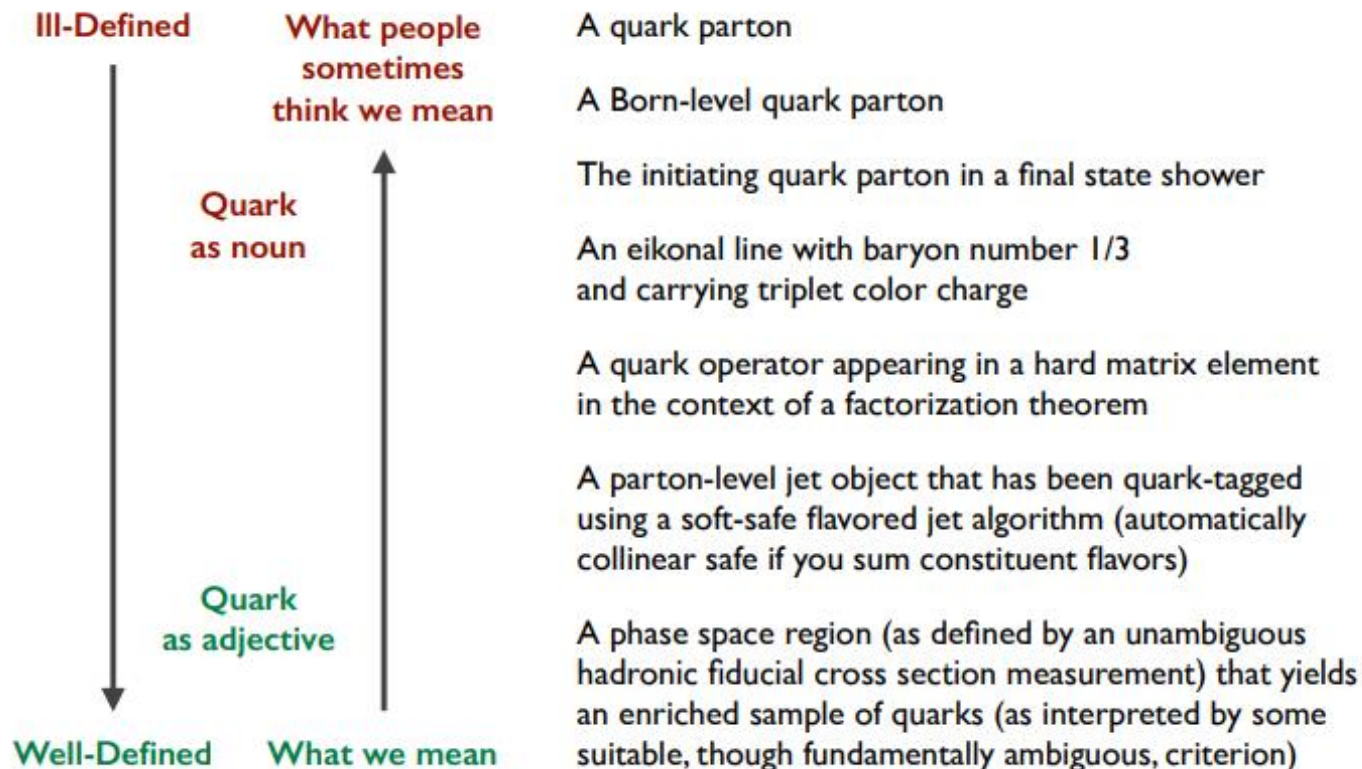 Ill-Defined
What people
sometimes
think we mean
Quark
as noun
Quark
as adjective
Well-Defined
What we mean
A quark parton
A Born-level quark parton
The initiating quark parton in a final state shower
An eikonal line with baryon number 1/3
and carrying triplet color charge
A quark operator appearing in a hard matrix element
in the context of a factorization theorem
A parton-level jet object that has been quark-tagged
using a soft-safe flavored jet algorithm (automatically
collinear safe if you sum constituent flavors)
A phase space region (as defined by an unambiguous
hadronic fiducial cross section measurement) that yields
an enriched sample of quarks (as interpreted by some
suitable, though fundamentally ambiguous, criterion)